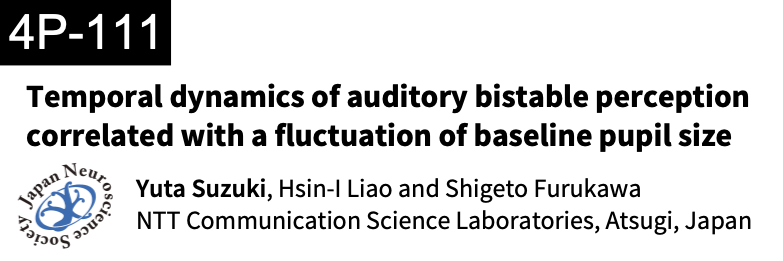 4P-111
Temporal dynamics of auditory bistable perception
correlated with a fluctuation of baseline pupil size
Japan Neuroscience Society
Yuta Suzuki, Hsin-I Liao and Shigeto Furukawa
NTT Communication Science Laboratories, Atsugi, Japan